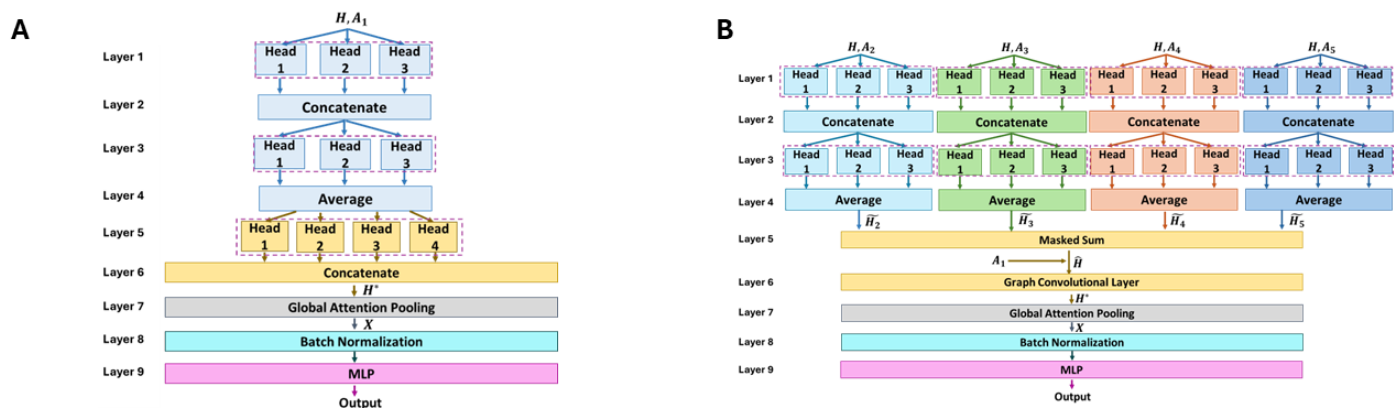 A
H, A₁
Layer 1
Head 1
Head 2
Head 3
Layer 2
Concatenate
Layer 3
Head 1
Head 2
Head 3
Layer 4
Average
Layer 5
Head 1
Head 2
Head 3
Head 4
Layer 6
Concatenate
H*
Layer 7
Global Attention Pooling
X
Layer 8
Batch Normalization
Layer 9
MLP
Output
B
H, A₂
H, A₃
H, A₄
H, A₅
Layer 1
Head 1
Head 2
Head 3
Head 1
Head 2
Head 3
Head 1
Head 2
Head 3
Head 1
Head 2
Head 3
Layer 2
Concatenate
Concatenate
Concatenate
Concatenate
Layer 3
Head 1
Head 2
Head 3
Head 1
Head 2
Head 3
Head 1
Head 2
Head 3
Head 1
Head 2
Head 3
Layer 4
Average
Average
Average
Average
H̃₂
H̃₃
H̃₄
H̃₅
Layer 5
Masked Sum
A₁
Ĥ
Layer 6
Graph Convolutional Layer
H*
Layer 7
Global Attention Pooling
X
Layer 8
Batch Normalization
Layer 9
MLP
Output